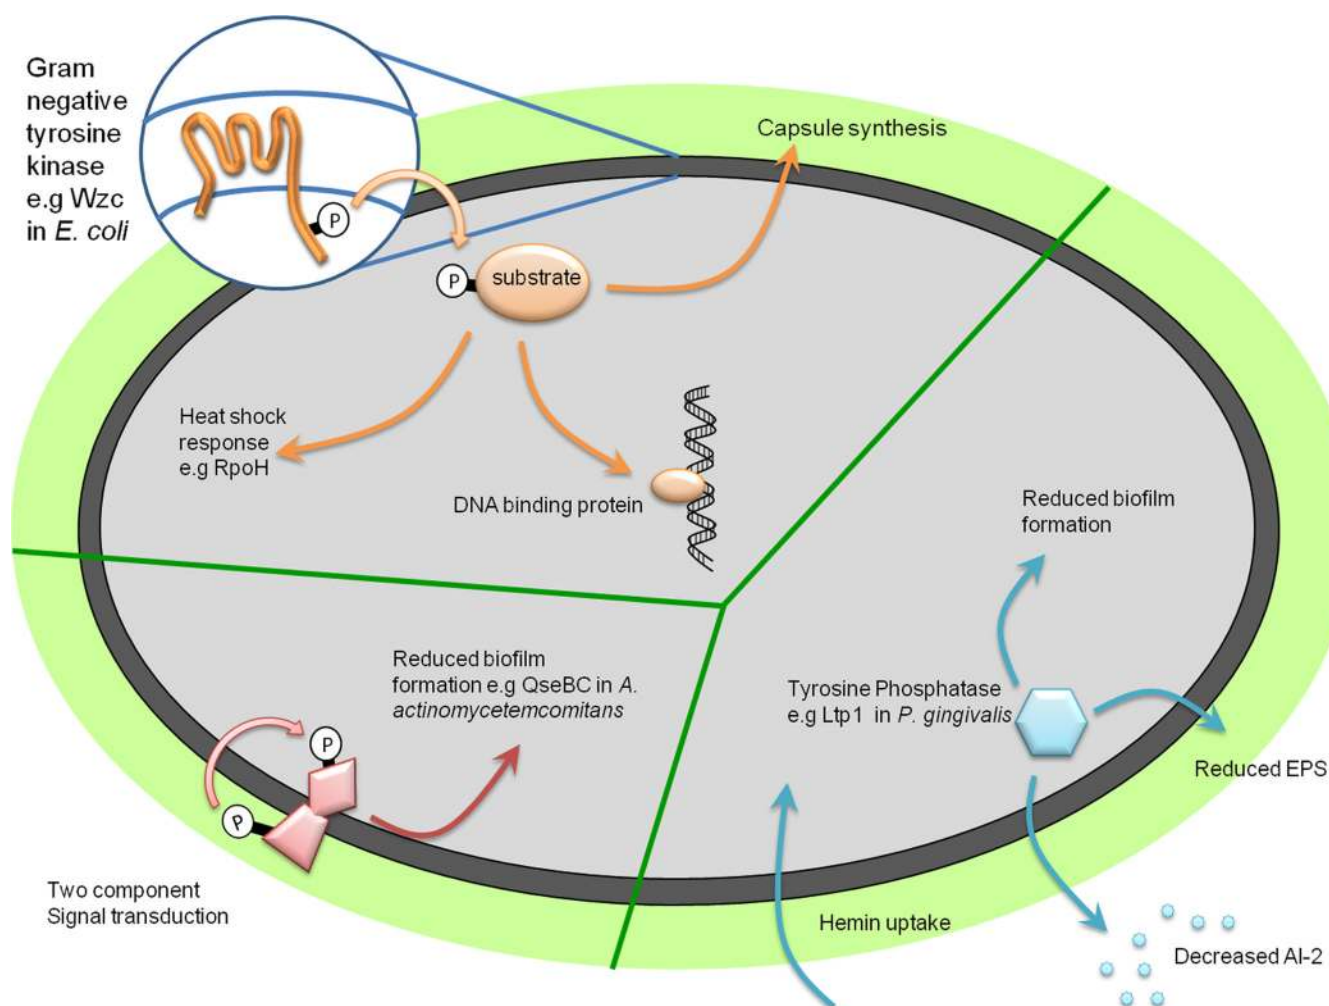 Gram
negative
tyrosine
kinase
e.g Wzc
in E. coli
P
P
substrate
Capsule synthesis
Heat shock
response
e.g RpoH
DNA binding protein
Reduced biofilm
formation
Reduced biofilm
formation e.g QseBC in A.
actinomycetemcomitans
Tyrosine Phosphatase
e.g Ltp1 in P. gingivalis
P
P
Reduced EPS
Two component
Signal transduction
Hemin uptake
Decreased AI-2